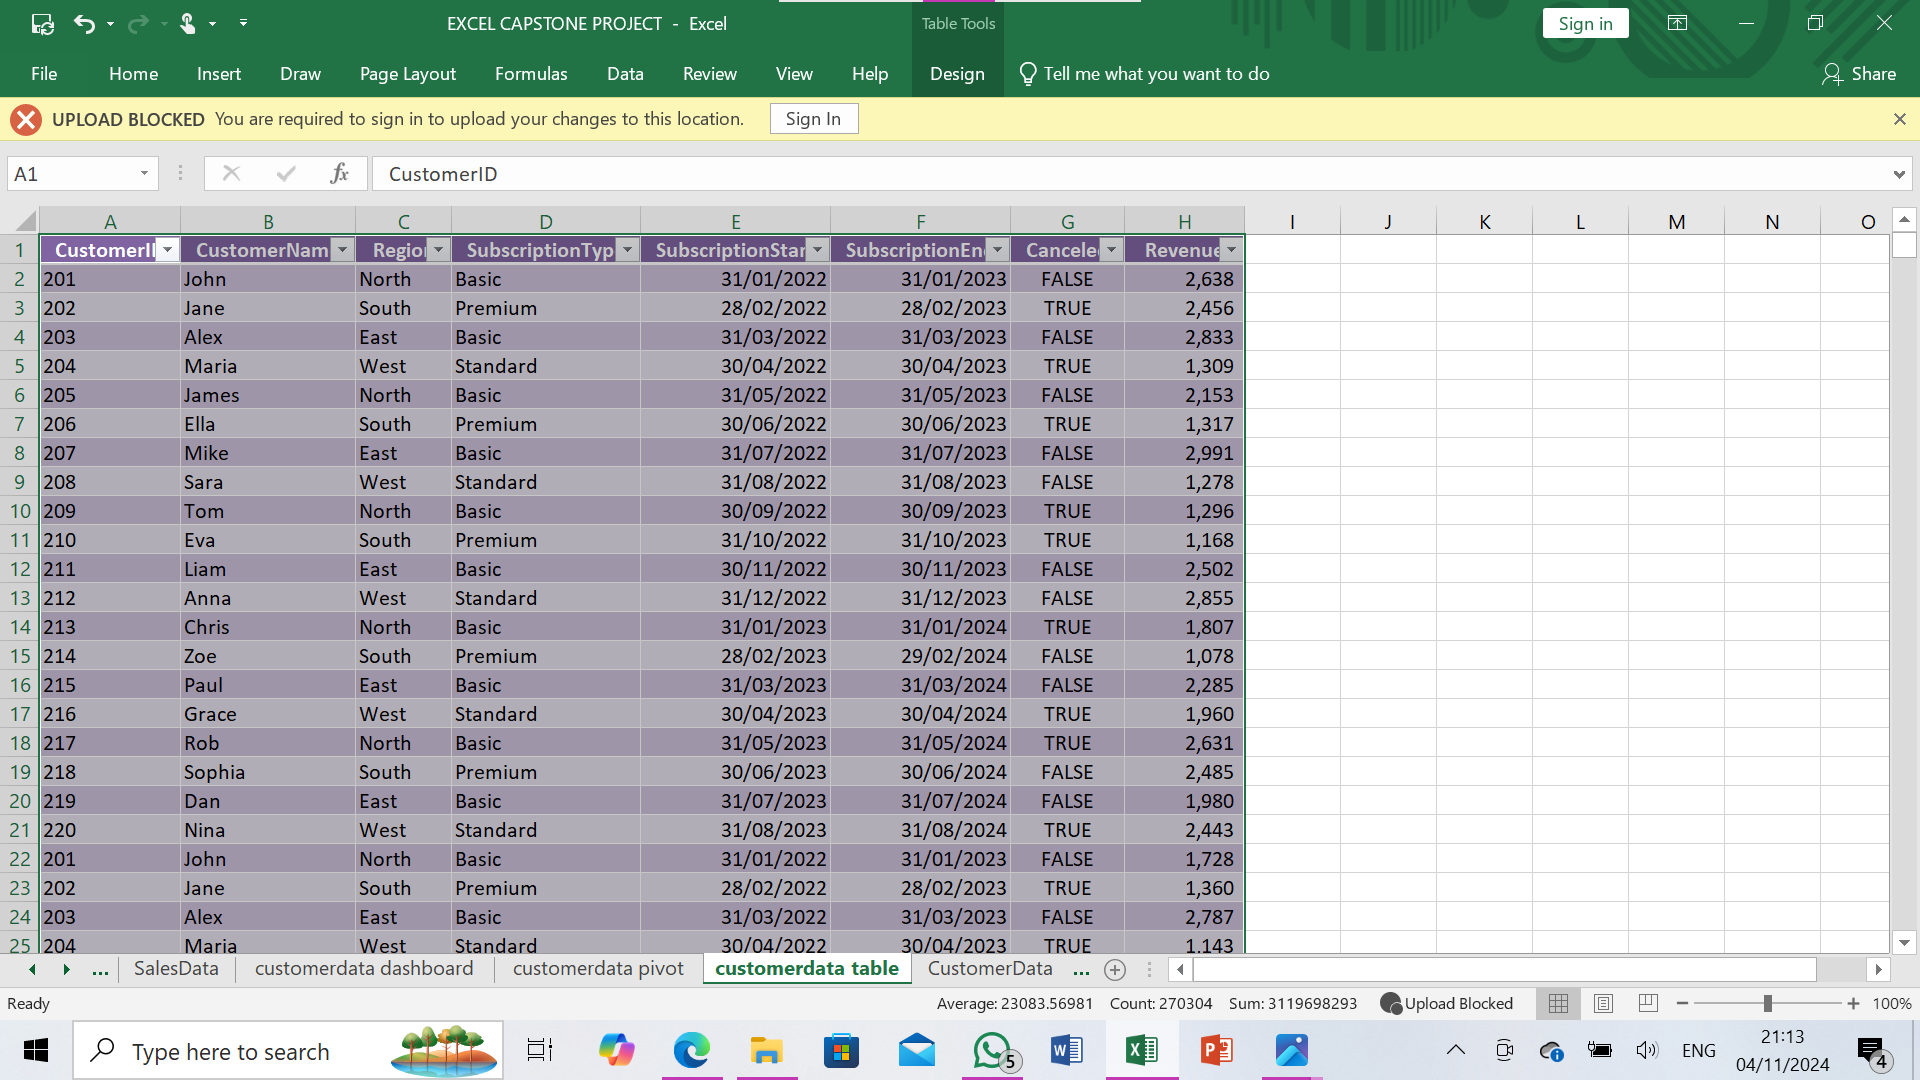 EXCEL CAPSTONE PROJECT - Excel
Table Tools
Sign in
File Home Insert Draw Page Layout Formulas Data Review View Help Design Tell me what you want to do Share
UPLOAD BLOCKED You are required to sign in to upload your changes to this location. Sign In
A1 fx CustomerID
A B C D E F G H I J K L M N O
1 CustomerI CustomerNam Regio SubscriptionTyp SubscriptionStar SubscriptionEn Cancele Revenue
2 201 John North Basic 31/01/2022 31/01/2023 FALSE 2,638
3 202 Jane South Premium 28/02/2022 28/02/2023 TRUE 2,456
4 203 Alex East Basic 31/03/2022 31/03/2023 FALSE 2,833
5 204 Maria West Standard 30/04/2022 30/04/2023 TRUE 1,309
6 205 James North Basic 31/05/2022 31/05/2023 FALSE 2,153
7 206 Ella South Premium 30/06/2022 30/06/2023 TRUE 1,317
8 207 Mike East Basic 31/07/2022 31/07/2023 FALSE 2,991
9 208 Sara West Standard 31/08/2022 31/08/2023 FALSE 1,278
10 209 Tom North Basic 30/09/2022 30/09/2023 TRUE 1,296
11 210 Eva South Premium 31/10/2022 31/10/2023 TRUE 1,168
12 211 Liam East Basic 30/11/2022 30/11/2023 FALSE 2,502
13 212 Anna West Standard 31/12/2022 31/12/2023 FALSE 2,855
14 213 Chris North Basic 31/01/2023 31/01/2024 TRUE 1,807
15 214 Zoe South Premium 28/02/2023 29/02/2024 FALSE 1,078
16 215 Paul East Basic 31/03/2023 31/03/2024 FALSE 2,285
17 216 Grace West Standard 30/04/2023 30/04/2024 TRUE 1,960
18 217 Rob North Basic 31/05/2023 31/05/2024 TRUE 2,631
19 218 Sophia South Premium 30/06/2023 30/06/2024 FALSE 2,485
20 219 Dan East Basic 31/07/2023 31/07/2024 FALSE 1,980
21 220 Nina West Standard 31/08/2023 31/08/2024 TRUE 2,443
22 201 John North Basic 31/01/2022 31/01/2023 FALSE 1,728
23 202 Jane South Premium 28/02/2022 28/02/2023 TRUE 1,360
24 203 Alex East Basic 31/03/2022 31/03/2023 FALSE 2,787
25 204 Maria West Standard 30/04/2022 30/04/2023 TRUE 1,143
... SalesData customerdata dashboard customerdata pivot customerdata table CustomerData ...
Ready Average: 23083.56981 Count: 270304 Sum: 3119698293 Upload Blocked 100%
Type here to search 5 ENG 21:13
04/11/2024 4